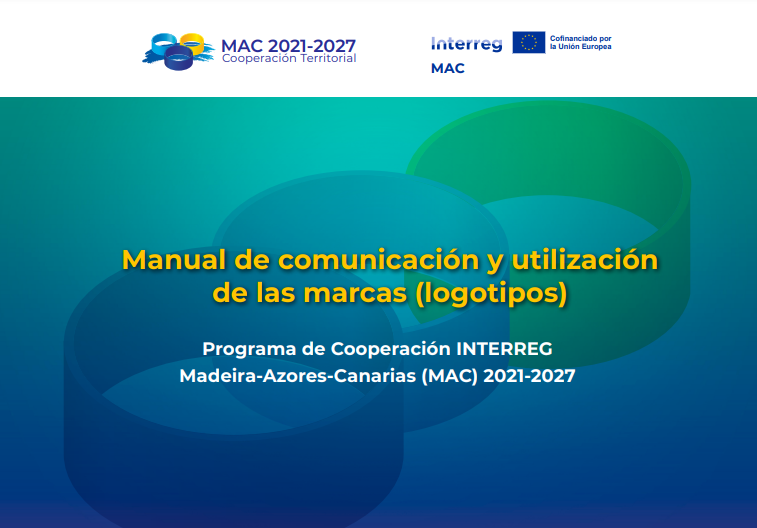 MAC 2021-2027
Cooperación Territorial
Interreg
Cofinanciado por
la Unión Europea
MAC
Manual de comunicación y utilización
de las marcas (logotipos)
Programa de Cooperación INTERREG
Madeira-Azores-Canarias (MAC) 2021-2027